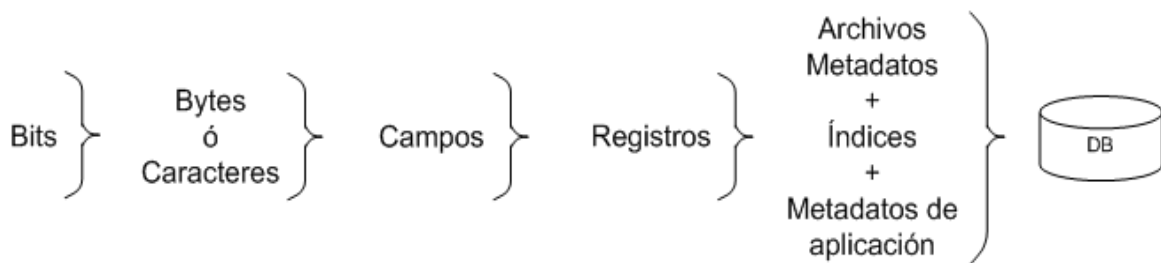 Bits
Bytes
ó
Caracteres
Campos
Registros
Archivos
Metadatos
+
Índices
+
Metadatos de
aplicación
DB